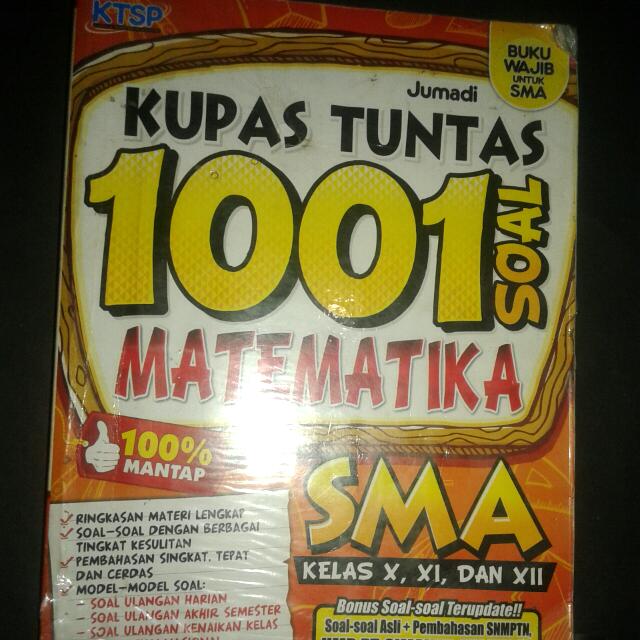 KTSP
BUKU
WAJIB
UNTUK
SMA
Jumadi
KUPAS TUNTAS
1001
SOAL
MATEMATIKA
100%
MANTAP
SMA
KELAS X, XI, DAN XII
RINGKASAN MATERI LENGKAP
SOAL-SOAL DENGAN BERBAGAI
TINGKAT KESULITAN
PEMBAHASAN SINGKAT, TEPAT
DAN CERDAS
MODEL-MODEL SOAL:
- SOAL ULANGAN HARIAN
- SOAL ULANGAN AKHIR SEMESTER
- SOAL ULANGAN KENAIKAN KELAS
Bonus Soal-soal Terupdate!!
Soal-soal Asli + Pembahasan SNMPTN,